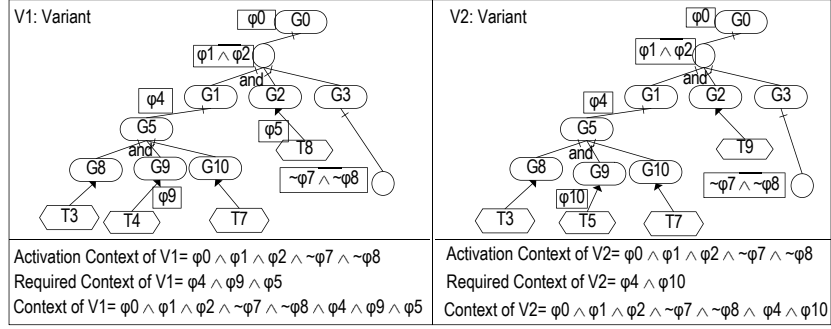 V1: Variant
φ0
G0
φ1 ∧ φ2
and
φ4
G1
G2
G3
G5
φ5
T8
and
G8
G9
G10
~φ7 ∧ ~φ8
φ9
T3
T4
T7
Activation Context of V1= φ0 ∧ φ1 ∧ φ2 ∧ ~φ7 ∧ ~φ8
Required Context of V1= φ4 ∧ φ9 ∧ φ5
Context of V1= φ0 ∧ φ1 ∧ φ2 ∧ ~φ7 ∧ ~φ8 ∧ φ4 ∧ φ9 ∧ φ5
V2: Variant
φ0
G0
φ1 ∧ φ2
and
φ4
G1
G2
G3
G5
T9
and
G8
G9
G10
~φ7 ∧ ~φ8
φ10
T3
T5
T7
Activation Context of V2= φ0 ∧ φ1 ∧ φ2 ∧ ~φ7 ∧ ~φ8
Required Context of V2= φ4 ∧ φ10
Context of V2= φ0 ∧ φ1 ∧ φ2 ∧ ~φ7 ∧ ~φ8 ∧ φ4 ∧ φ10